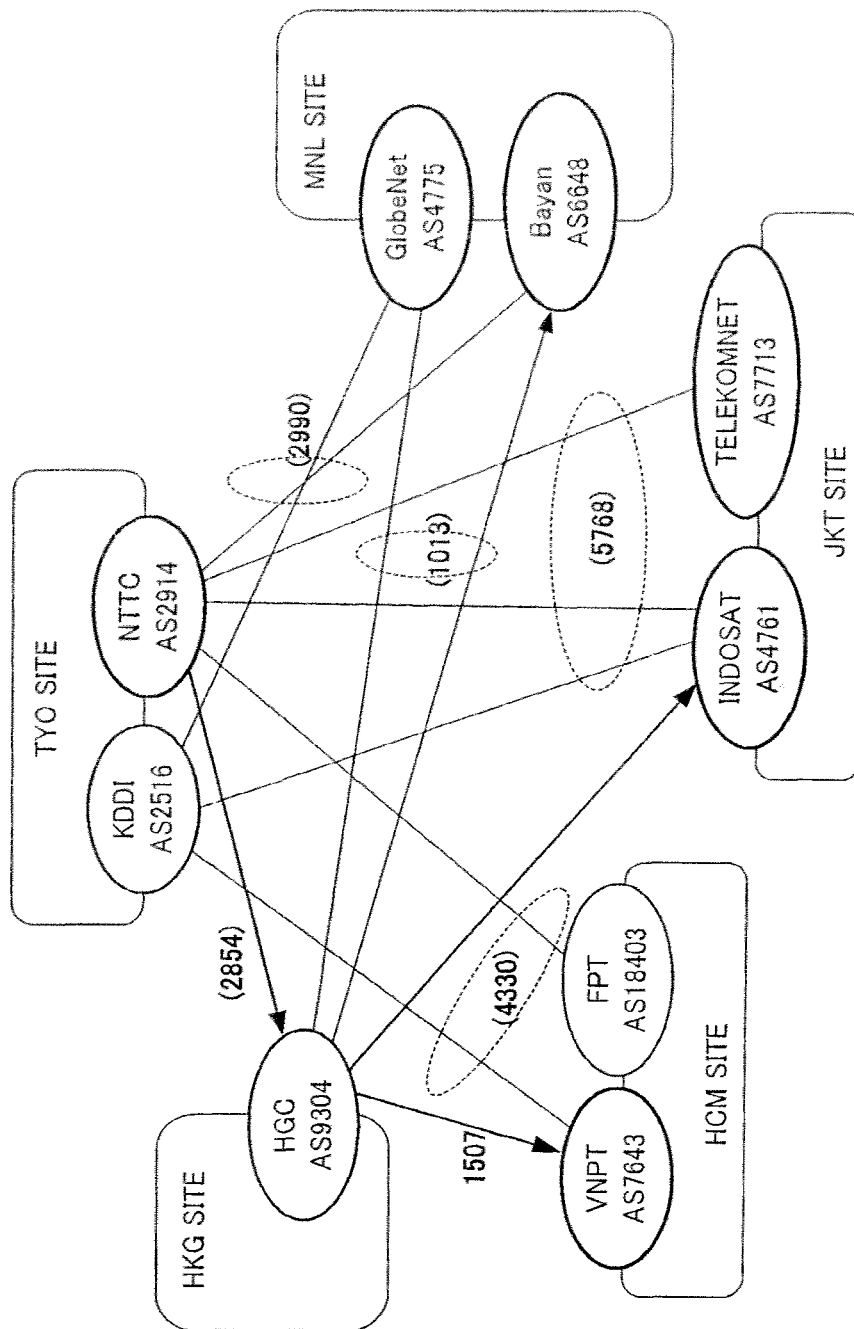 TYO SITE
KDDI
AS2516
NTTC
AS2914
HKG SITE
HGC
AS9304
(2854)
(2990)
MNL SITE
GlobeNet
AS4775
Bayan
AS6648
(1013)
1507
(4330)
(5768)
VNPT
AS7643
FPT
AS18403
HCM SITE
INDOSAT
AS4761
TELEKOMNET
AS7713
JKT SITE